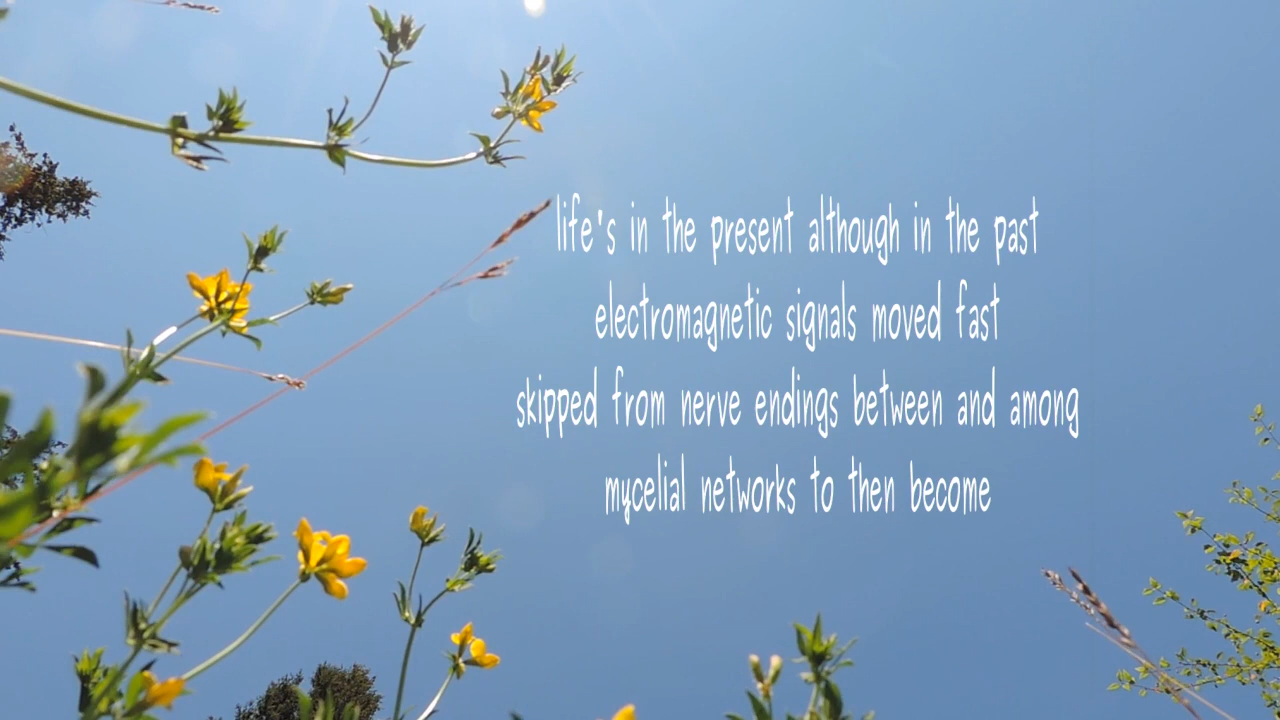 life's in the present although in the past
electromagnetic signals moved fast
skipped from nerve endings between and among
mycelial networks to then become